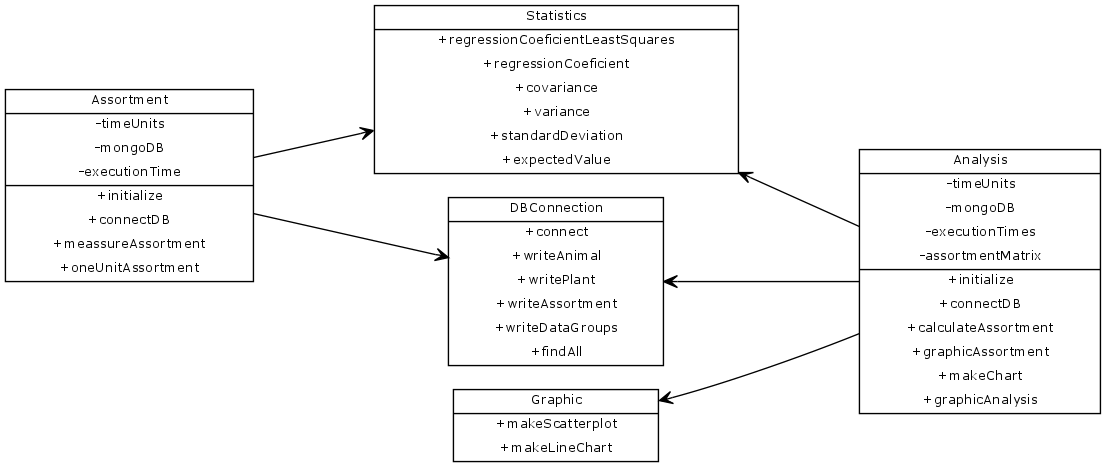 Statistics
+regressionCoeficientLeastSquares
+regressionCoeficient
+covariance
+variance
+standardDeviation
+expectedValue
Assortment
-timeUnits
-mongoDB
-executionTime
+initialize
+connectDB
+meassureAssortment
+oneUnitAssortment
DBConnection
+connect
+writeAnimal
+writePlant
+writeAssortment
+writeDataGroups
+findAll
Graphic
+makeScatterplot
+makeLineChart
Analysis
-timeUnits
-mongoDB
-executionTimes
-assortmentMatrix
+initialize
+connectDB
+calculateAssortment
+graphicAssortment
+makeChart
+graphicAnalysis